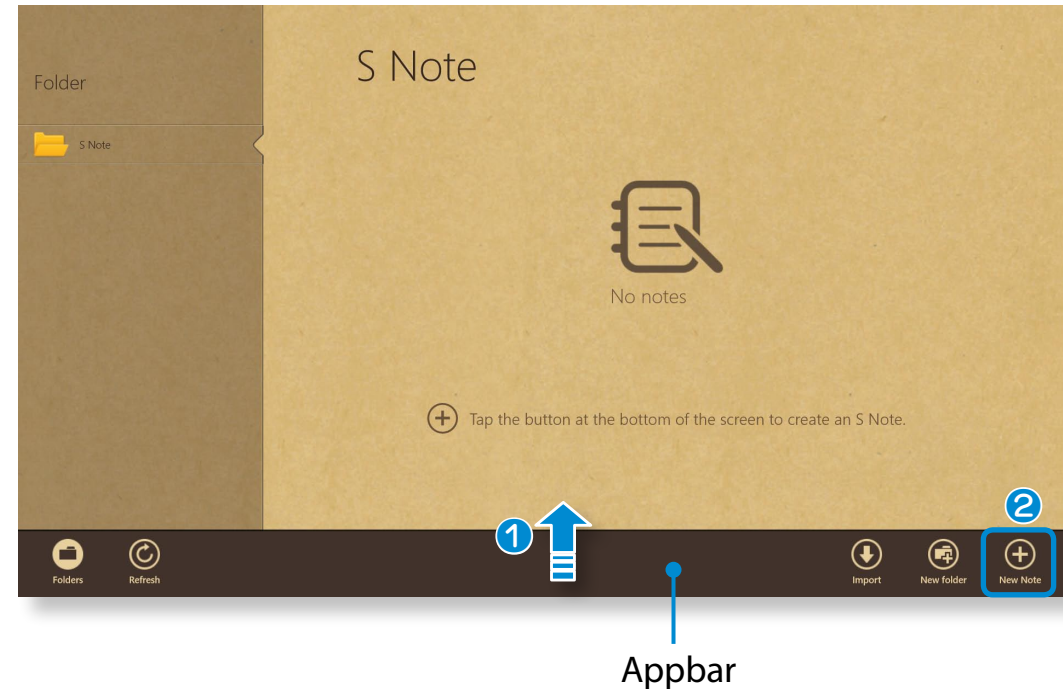 S Note
Folder
S Note
No notes
Tap the button at the bottom of the screen to create an S Note.
2
1
Folders
Refresh
Import
New folder
New Note
Appbar